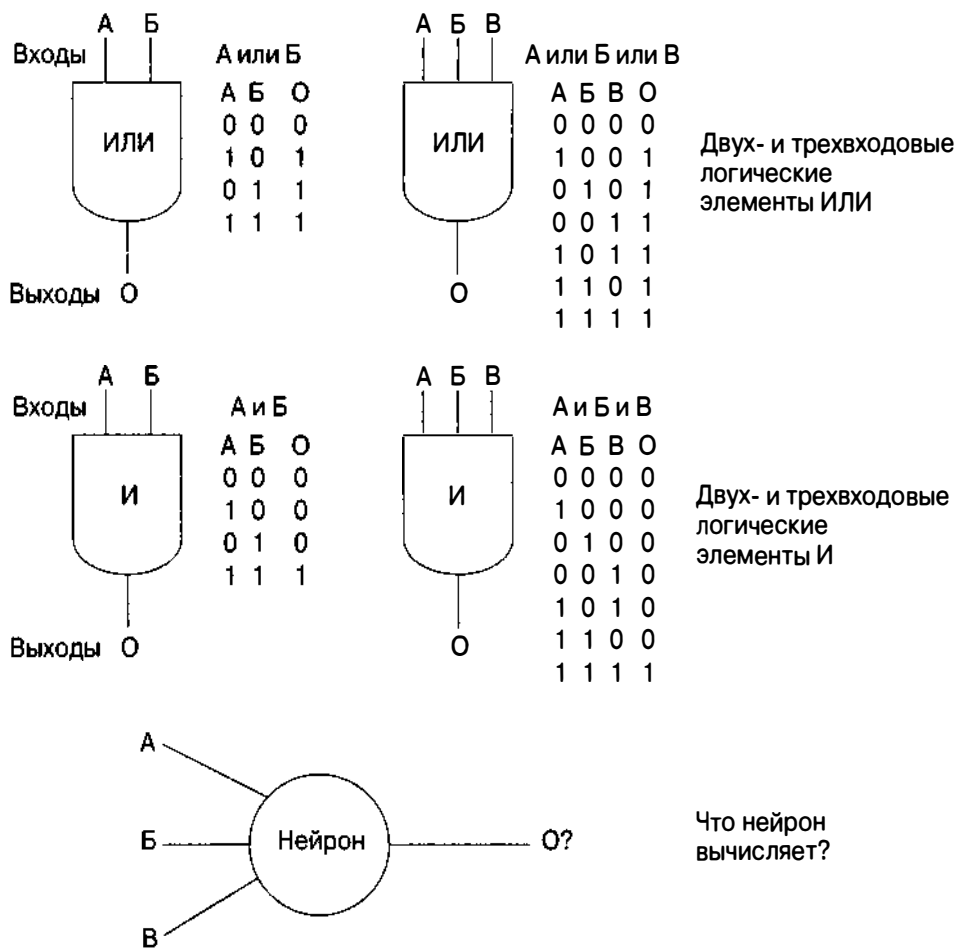 А Б
Входы
А или Б
А Б О
0 0 0
1 0 1
0 1 1
1 1 1
ИЛИ
Выходы О
А Б В
А или Б или В
А Б В О
0 0 0 0
1 0 0 1
0 1 0 1
0 0 1 1
1 0 1 1
1 1 0 1
1 1 1 1
ИЛИ
О
Двух- и трехвходовые
логические
элементы ИЛИ
А Б
Входы
А и Б
А Б О
0 0 0
1 0 0
0 1 0
1 1 1
И
Выходы О
А Б В
А и Б и В
А Б В О
0 0 0 0
1 0 0 0
0 1 0 0
0 0 1 0
1 0 1 0
1 1 0 0
1 1 1 1
И
О
Двух- и трехвходовые
логические
элементы И
А
Б
В
Нейрон
О?
Что нейрон
вычисляет?